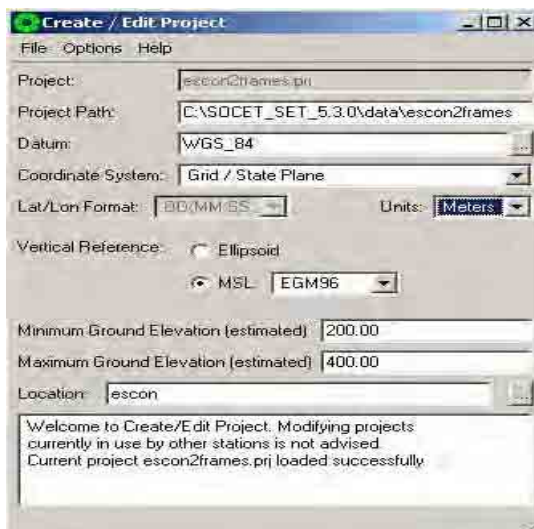 Create / Edit Project
File Options Help
Project: escon2frames.prj
Project Path: C:\SOCET_SET_5.3.0\data\escon2frames
Datum: WGS_84 ...
Coordinate System: Grid / State Plane
Lat/Lon Format: DD/MM/SS Units: Meters
Vertical Reference: Ellipsoid
MSL: EGM96
Minimum Ground Elevation (estimated) 200.00
Maximum Ground Elevation (estimated) 400.00
Location: escon ...
Welcome to Create/Edit Project. Modifying projects
currently in use by other stations is not advised.
Current project escon2frames.prj loaded successfully